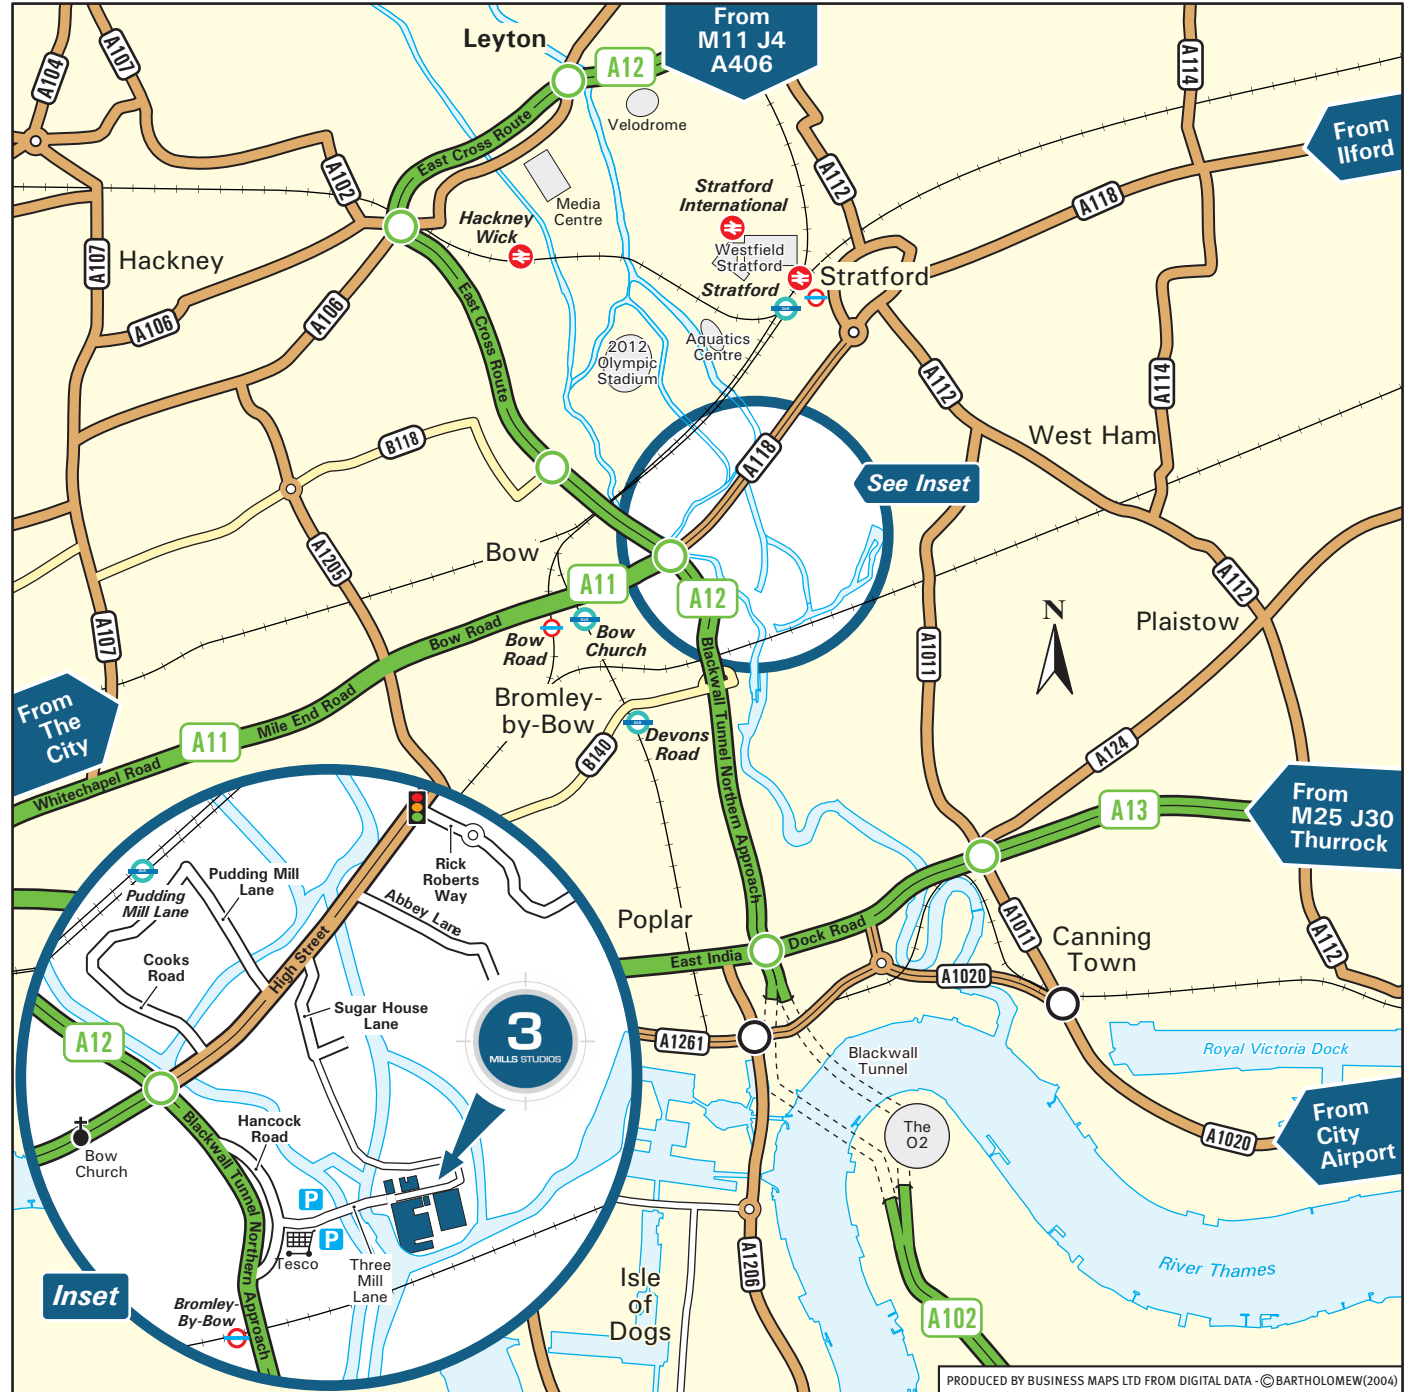 From
M11 J4
A406
Leyton
A12
A104
A107
A114
Velodrome
East Cross Route
From
Ilford
A102
Media
Centre
Stratford
International
A112
A118
Hackney
Wick
Westfield
Stratford
Hackney
A107
Stratford
Stratford
A106
A106
East Cross Route
2012
Olympic
Stadium
Aquatics
Centre
A112
A114
B118
A118
West Ham
See Inset
Bow
A1205
A11
A12
A112
Plaistow
N
A107
Bow Road
Bow
Road
Bow
Church
A1011
From
The
City
Mile End Road
A11
Bromley-
by-Bow
Devons
Road
B140
A124
Whitechapel Road
Blackwall Tunnel Northern Approach
A13
From
M25 J30
Thurrock
Pudding
Mill Lane
Pudding Mill
Lane
Rick
Roberts
Way
Abbey Lane
Poplar
East India
Dock Road
A1011
Canning
Town
A112
Cooks
Road
High Street
Sugar House
Lane
A1020
A12
3
MILLS STUDIOS
A1261
Blackwall
Tunnel
Royal Victoria Dock
The
O2
Hancock
Road
Bow
Church
Blackwall Tunnel Northern Approach
P
P
Tesco
Three
Mill
Lane
A1020
From
City
Airport
Inset
Bromley-
By-Bow
Isle
of
Dogs
A1206
River Thames
A102
PRODUCED BY BUSINESS MAPS LTD FROM DIGITAL DATA - © BARTHOLOMEW(2004)